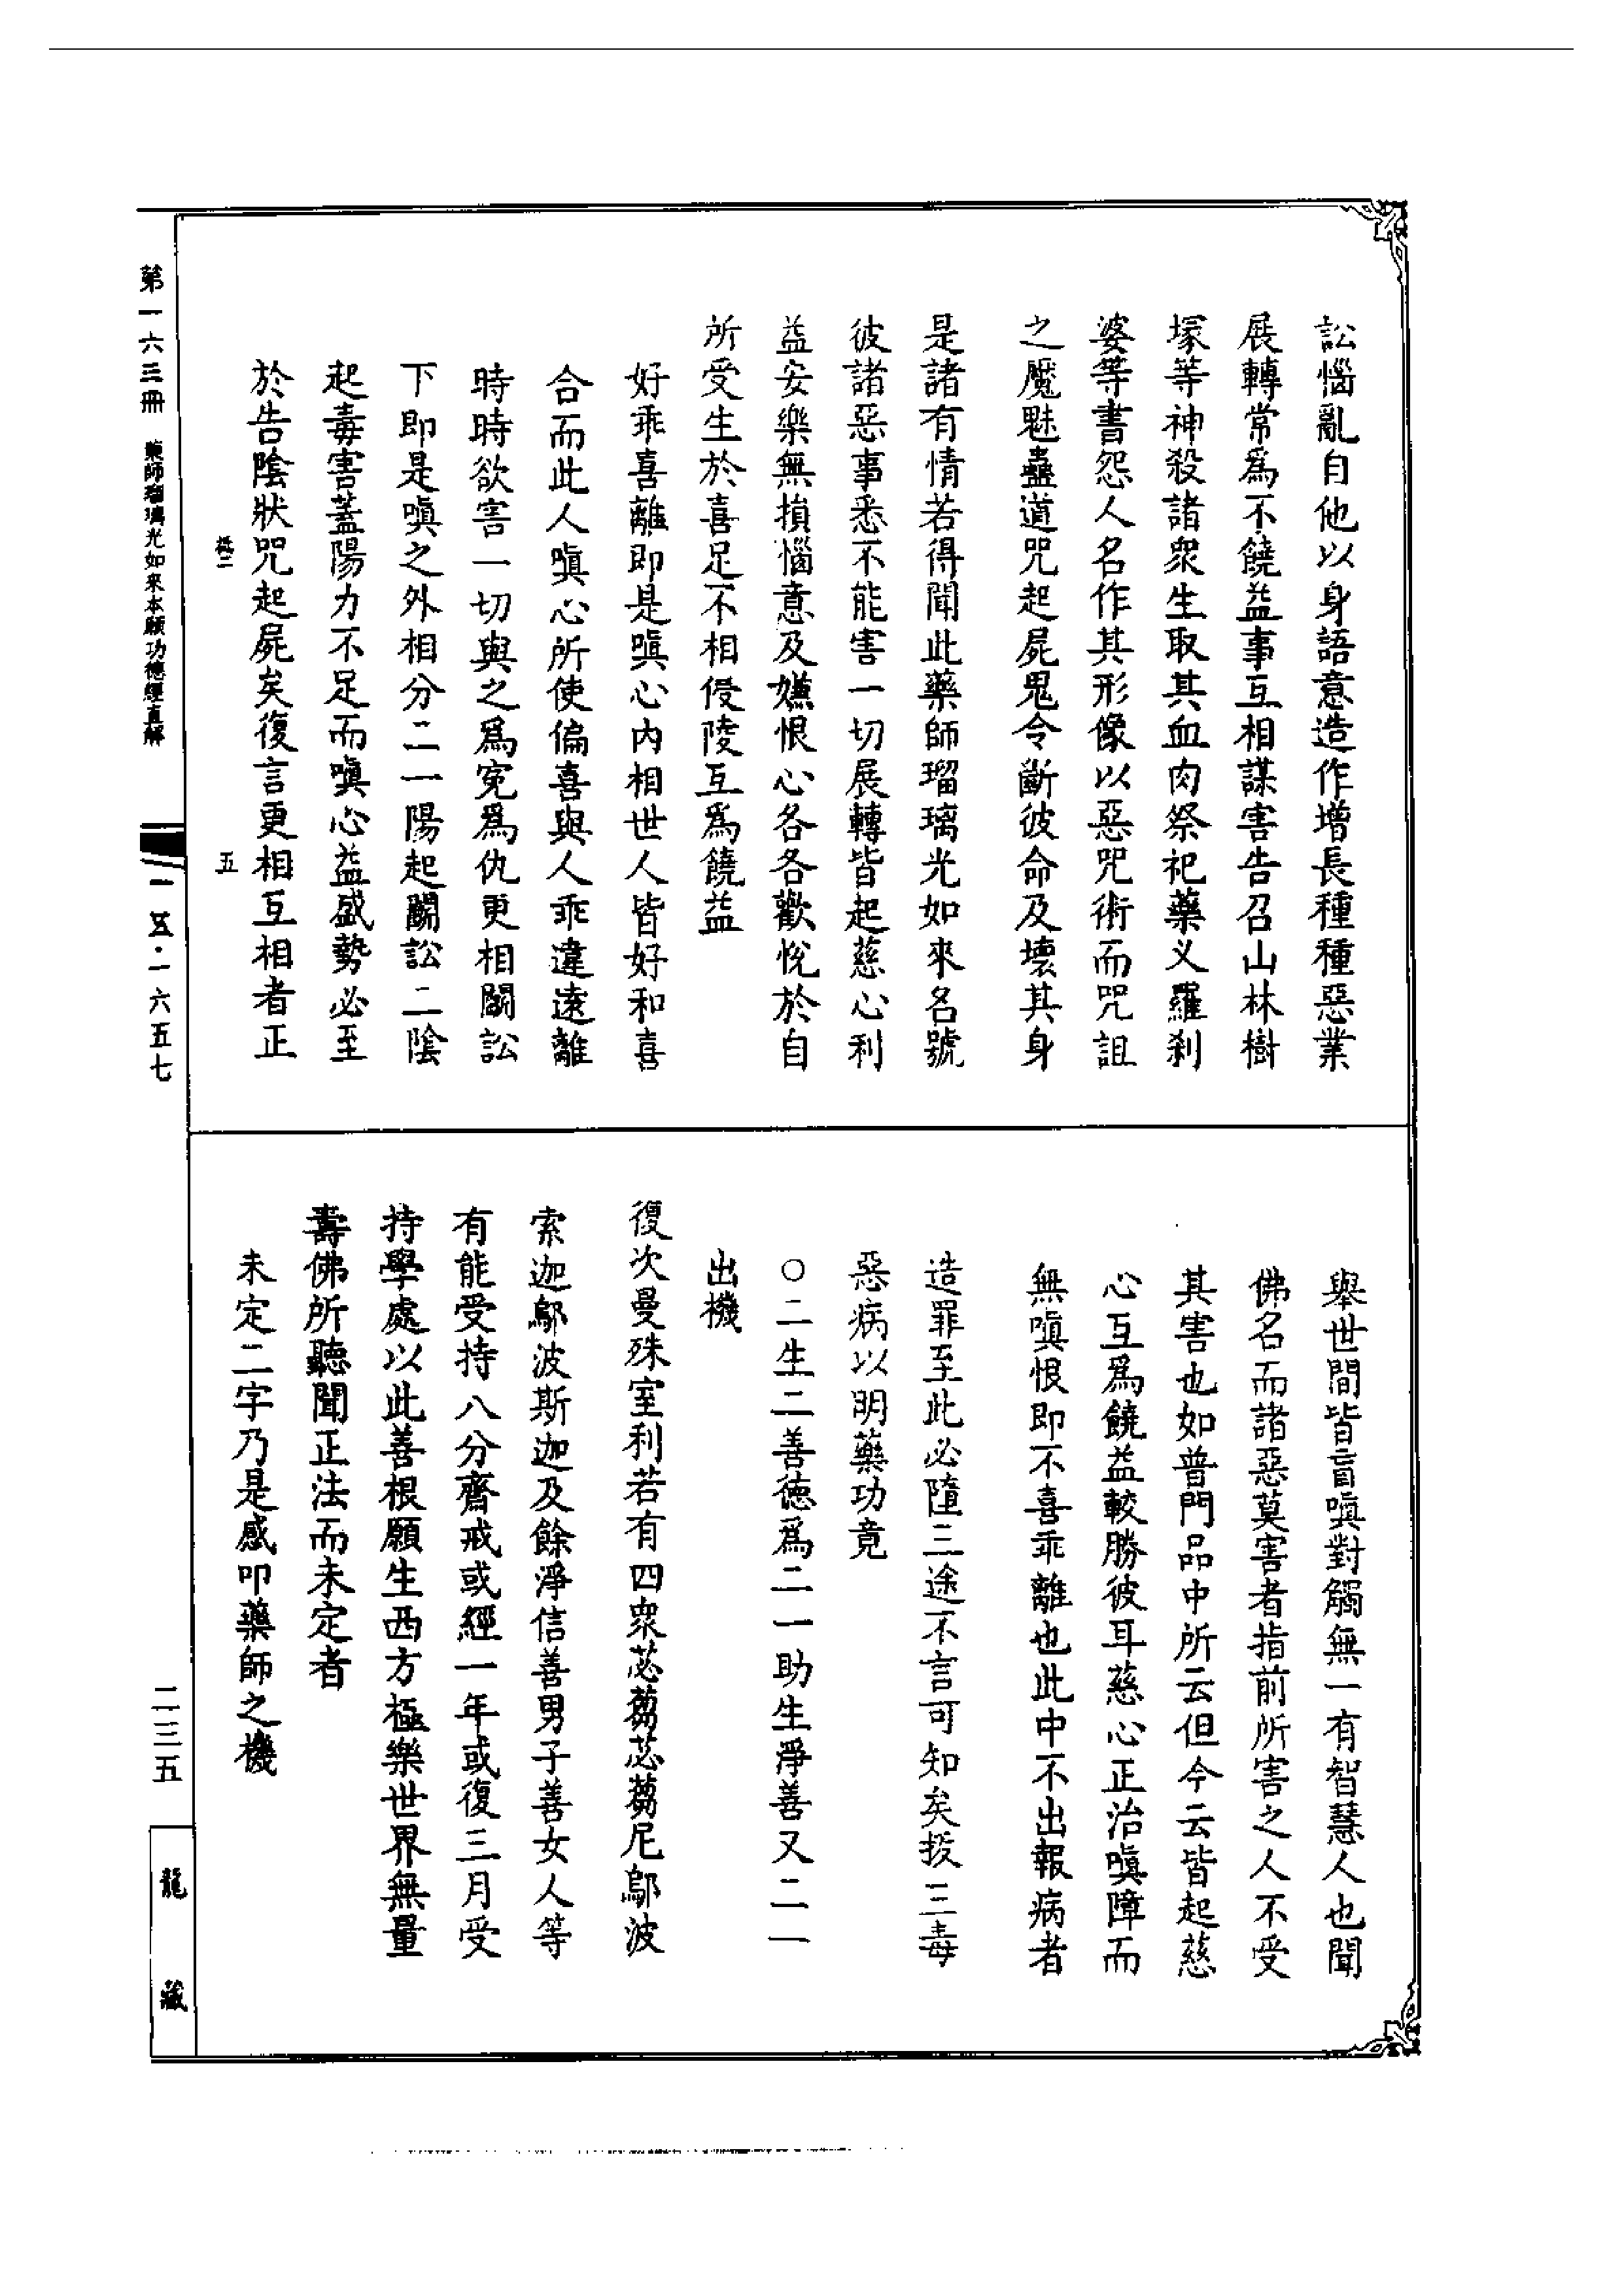 訟惱亂自他以身語意造作增長種種惡業
展轉常爲不饒益事互相謀害告召山林樹
塚等神殺諸衆生取其血肉祭祀藥义羅刹
婆等書怨人名作其形像以惡咒術而咒詛
之魘魅蠱道咒起屍鬼令斷彼命及壞其身
是諸有情若得聞此藥師瑠璃光如來名號
彼諸惡事悉不能害一切展轉皆起慈心利
益安樂無損惱意及嫌恨心各各歡悅於自
所受生於喜足不相侵陵互爲饒益
好乖喜離即是嗔心內相世人皆好和喜
合而此人嗔心所使偏喜與人乖違遠離
時時欲害一切與之爲寃爲仇更相鬭訟
下即是嗔之外相分二一陽起鬭訟二陰
起毒害蓋陽力不足而嗔心益盛勢必至
於告陰狀咒起屍矣復言更相互相者正
五
舉世間皆盲嗔對觸無一有智慧人也聞
佛名而諸惡莫害者指前所害之人不受
其害也如普門品中所云但今云皆起慈
心互爲饒益較勝彼耳慈心正治嗔障而
無嗔恨即不喜乖離也此中不出報病者
造罪至此必墮三途不言可知矣拔三毒
惡病以明藥功竟
○二生二善德爲二一助生淨善又二一
出機
復次曼殊室利若有四衆苾蒭苾蒭尼鄔波
索迦鄔波斯迦及餘淨信善男子善女人等
有能受持八分齋戒或經一年或復三月受
持學處以此善根願生西方極樂世界無量
壽佛所聽聞正法而未定者
未定二字乃是感叩藥師之機
第一六三冊 藥師瑠璃光如來本願功德經直解
一五·一六五七
二三五
龍藏